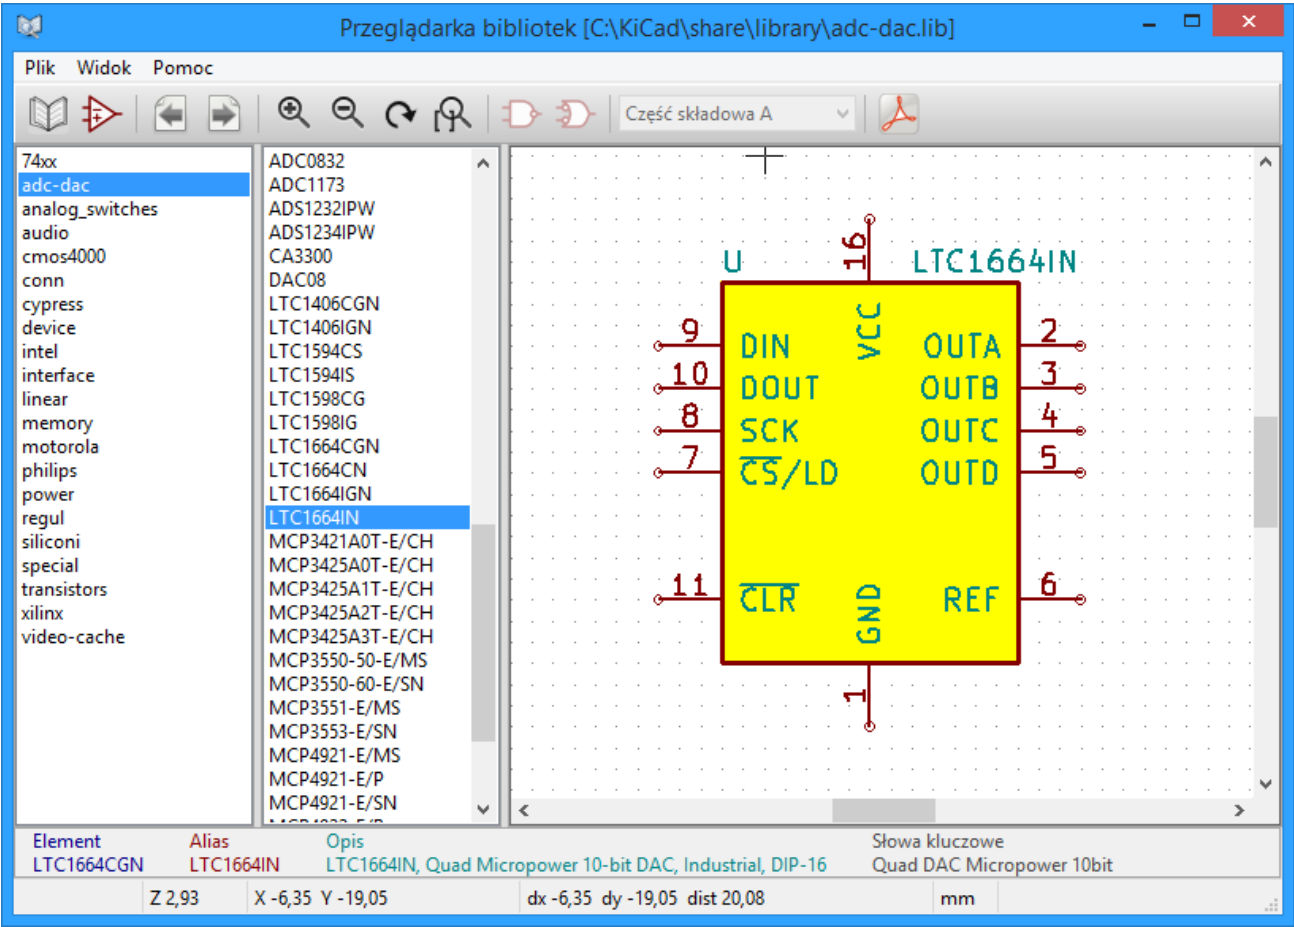 Przeglądarka bibliotek [C:\KiCad\share\library\adc-dac.lib]
Plik Widok Pomoc
Część składowa A
74xx
adc-dac
analog_switches
audio
cmos4000
conn
cypress
device
intel
interface
linear
memory
motorola
philips
power
regul
siliconi
special
transistors
xilinx
video-cache
ADC0832
ADC1173
ADS1232IPW
ADS1234IPW
CA3300
DAC08
LTC1406CGN
LTC1406IGN
LTC1594CS
LTC1594IS
LTC1598CG
LTC1598IG
LTC1664CGN
LTC1664CN
LTC1664IGN
LTC1664IN
MCP3421A0T-E/CH
MCP3425A0T-E/CH
MCP3425A1T-E/CH
MCP3425A2T-E/CH
MCP3425A3T-E/CH
MCP3550-50-E/MS
MCP3550-60-E/SN
MCP3551-E/MS
MCP3553-E/SN
MCP4921-E/MS
MCP4921-E/P
MCP4921-E/SN
U 16 LTC1664IN
VCC
9 DIN OUTA 2
10 DOUT OUTB 3
8 SCK OUTC 4
7 CS/LD OUTD 5
11 CLR GND REF 6
1
Element Alias Opis Słowa kluczowe
LTC1664CGN LTC1664IN LTC1664IN, Quad Micropower 10-bit DAC, Industrial, DIP-16 Quad DAC Micropower 10bit
Z 2,93 X -6,35 Y -19,05 dx -6,35 dy -19,05 dist 20,08 mm